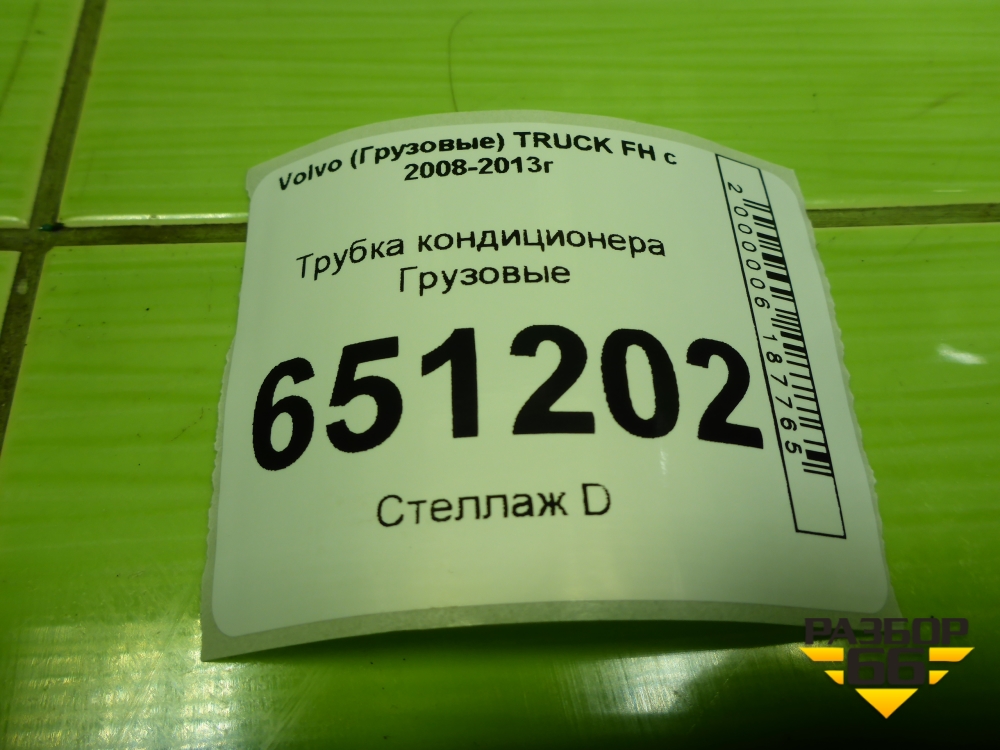 Volvo (Грузовые) TRUCK FH с
2008-2013г
Трубка кондиционера
Грузовые
651202
Стеллаж D
2000006187765
РАЗБОР
66